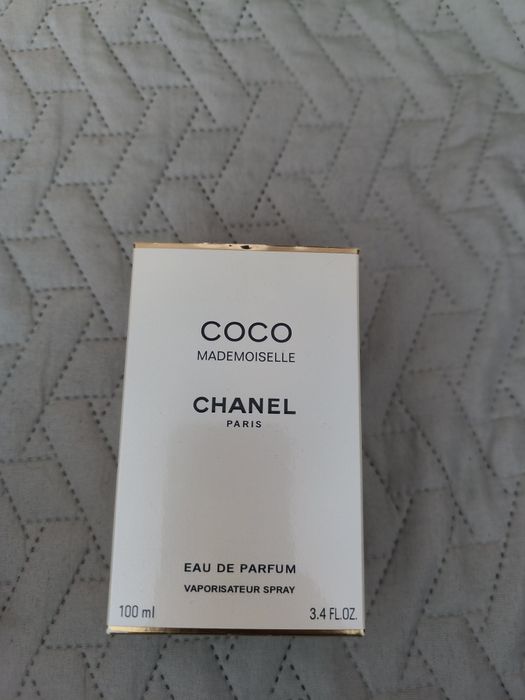 COCO
MADEMOISELLE
CHANEL
PARIS
EAU DE PARFUM
VAPORISATEUR SPRAY
100 ml 3.4 FL.OZ.